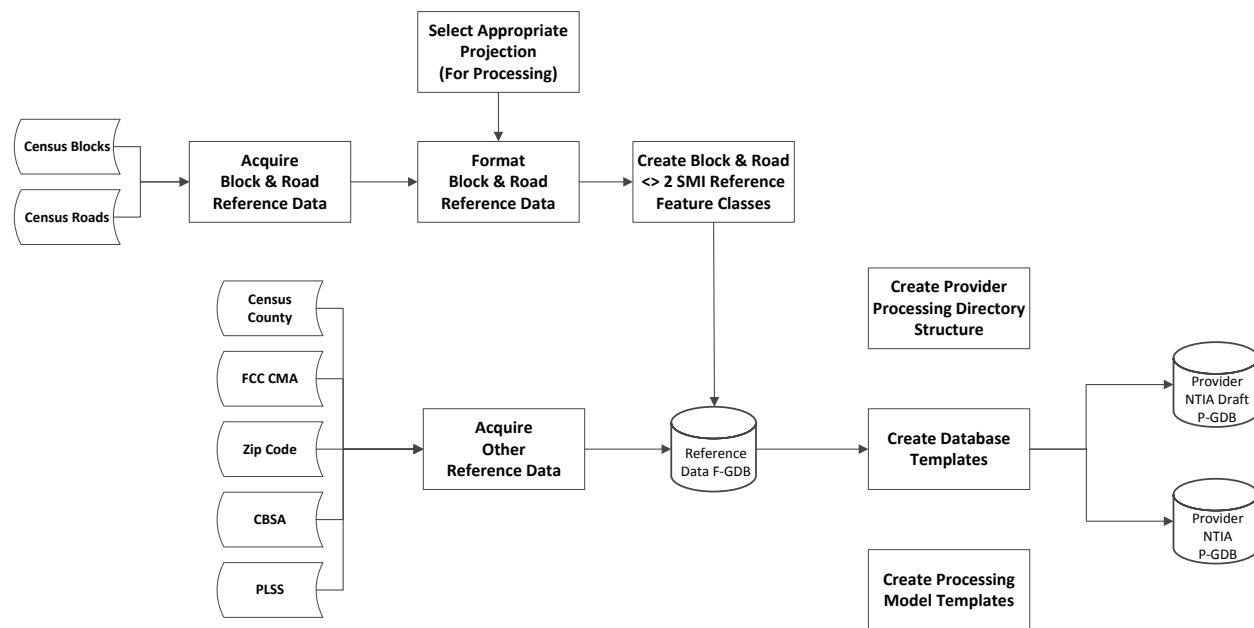 Select Appropriate
Projection
(For Processing)
Census Blocks
Census Roads
Acquire
Block & Road
Reference Data
Format
Block & Road
Reference Data
Create Block & Road
<> 2 SMI Reference
Feature Classes
Census
County
FCC CMA
Zip Code
CBSA
PLSS
Acquire
Other
Reference Data
Reference
Data F-GDB
Create Provider
Processing Directory
Structure
Create Database
Templates
Create Processing
Model Templates
Provider
NTIA Draft
P-GDB
Provider
NTIA
P-GDB